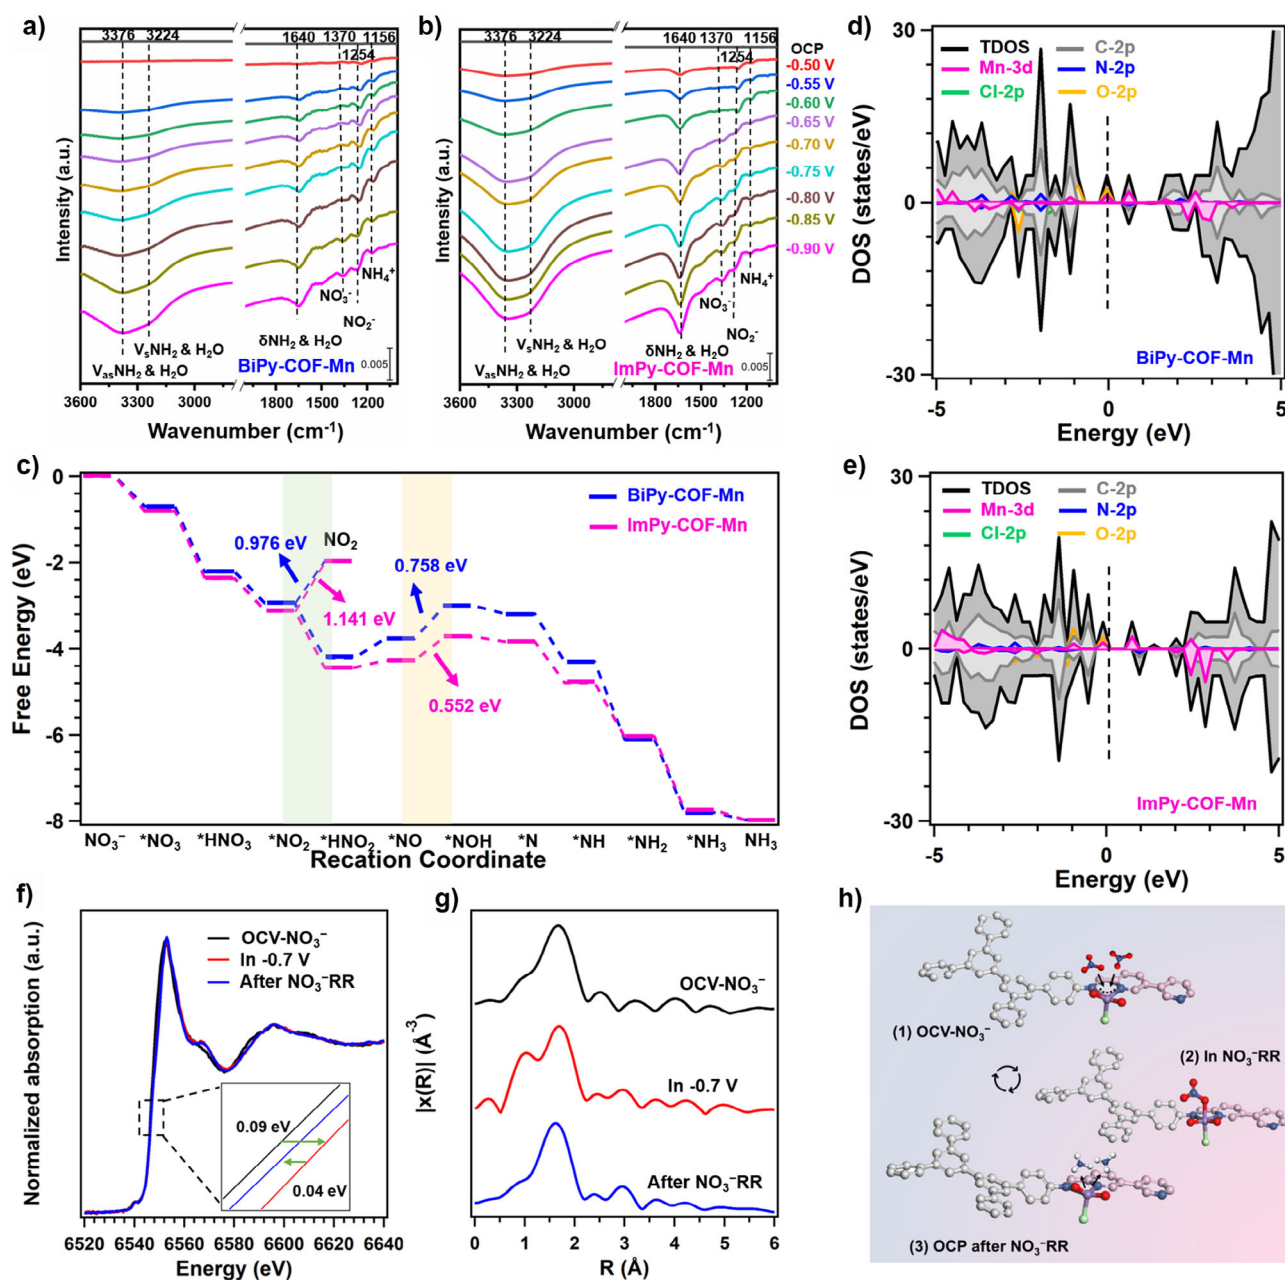 a)
3376 3224 1640 1370 1156
1254
Intensity (a.u.)
NH₄⁺
NO₃⁻
NO₂⁻
VₛNH₂ & H₂O
δNH₂ & H₂O
VₐₛNH₂ & H₂O
BiPy-COF-Mn
0.005
3600 3000 1800 1500 1200
Wavenumber (cm⁻¹)
b)
3376 3224 1640 1370 1156
1254
OCP
-0.50 V
-0.55 V
-0.60 V
-0.65 V
-0.70 V
-0.75 V
-0.80 V
-0.85 V
-0.90 V
Intensity (a.u.)
NH₄⁺
NO₃⁻
NO₂⁻
VₛNH₂ & H₂O
δNH₂ & H₂O
VₐₛNH₂ & H₂O
ImPy-COF-Mn
0.005
3600 3300 3000 1800 1500 1200
Wavenumber (cm⁻¹)
d)
30
0
-30
DOS (states/eV)
TDOS
Mn-3d
Cl-2p
C-2p
N-2p
O-2p
BiPy-COF-Mn
-5 0 5
Energy (eV)
c)
0
-2
-4
-6
-8
Free Energy (eV)
BiPy-COF-Mn
ImPy-COF-Mn
NO₂
0.976 eV
0.758 eV
1.141 eV
0.552 eV
NO₃⁻ *NO₃ *HNO₃ *NO₂ *HNO₂ *NO *NOH *N *NH *NH₂ *NH₃ NH₃
Recation Coordinate
e)
30
0
-30
DOS (states/eV)
TDOS
Mn-3d
Cl-2p
C-2p
N-2p
O-2p
ImPy-COF-Mn
-5 0 5
Energy (eV)
f)
Normalized absorption (a.u.)
OCV-NO₃⁻
In -0.7 V
After NO₃⁻RR
0.09 eV
0.04 eV
6520 6540 6560 6580 6600 6620 6640
Energy (eV)
g)
|x(R)| (Å⁻³)
OCV-NO₃⁻
In -0.7 V
After NO₃⁻RR
0 1 2 3 4 5 6
R (Å)
h)
(1) OCV-NO₃⁻
(2) In NO₃⁻RR
(3) OCP after NO₃⁻RR